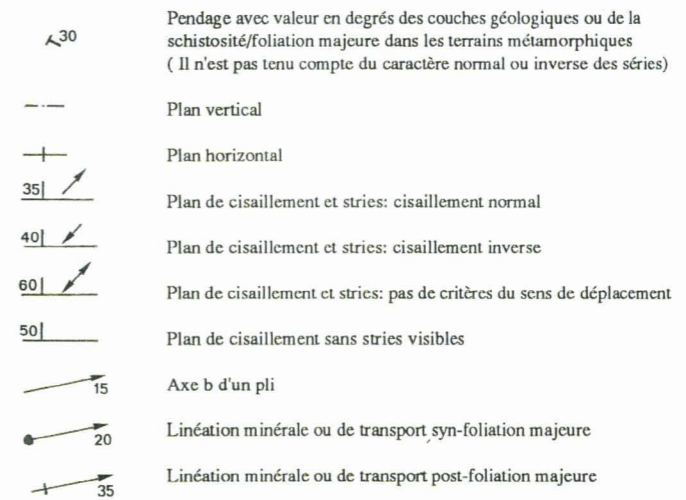 30 Pendage avec valeur en degrés des couches géologiques ou de la
schistosité/foliation majeure dans les terrains métamorphiques
( Il n'est pas tenu compte du caractère normal ou inverse des séries)
Plan vertical
Plan horizontal
35 Plan de cisaillement et stries: cisaillement normal
40 Plan de cisaillement et stries: cisaillement inverse
60 Plan de cisaillement et stries: pas de critères du sens de déplacement
50 Plan de cisaillement sans stries visibles
15 Axe b d'un pli
20 Linéation minérale ou de transport syn-foliation majeure
35 Linéation minérale ou de transport post-foliation majeure